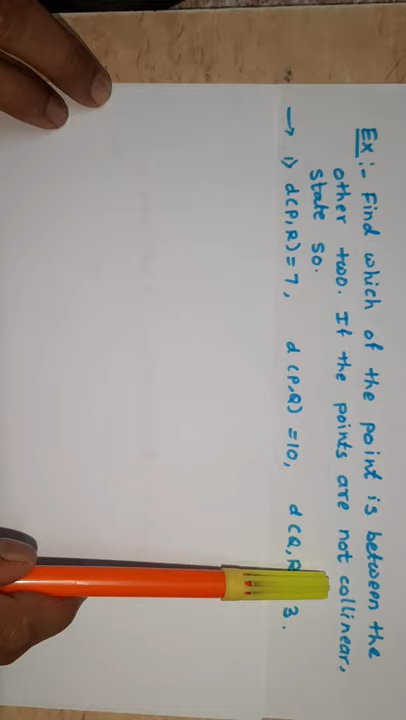 Ex :- Find which of the point is between the
other two. If the points are not collinear,
state so.
→ 1) d(P,R)=7, d(P,Q)=10, d(Q,R 3.